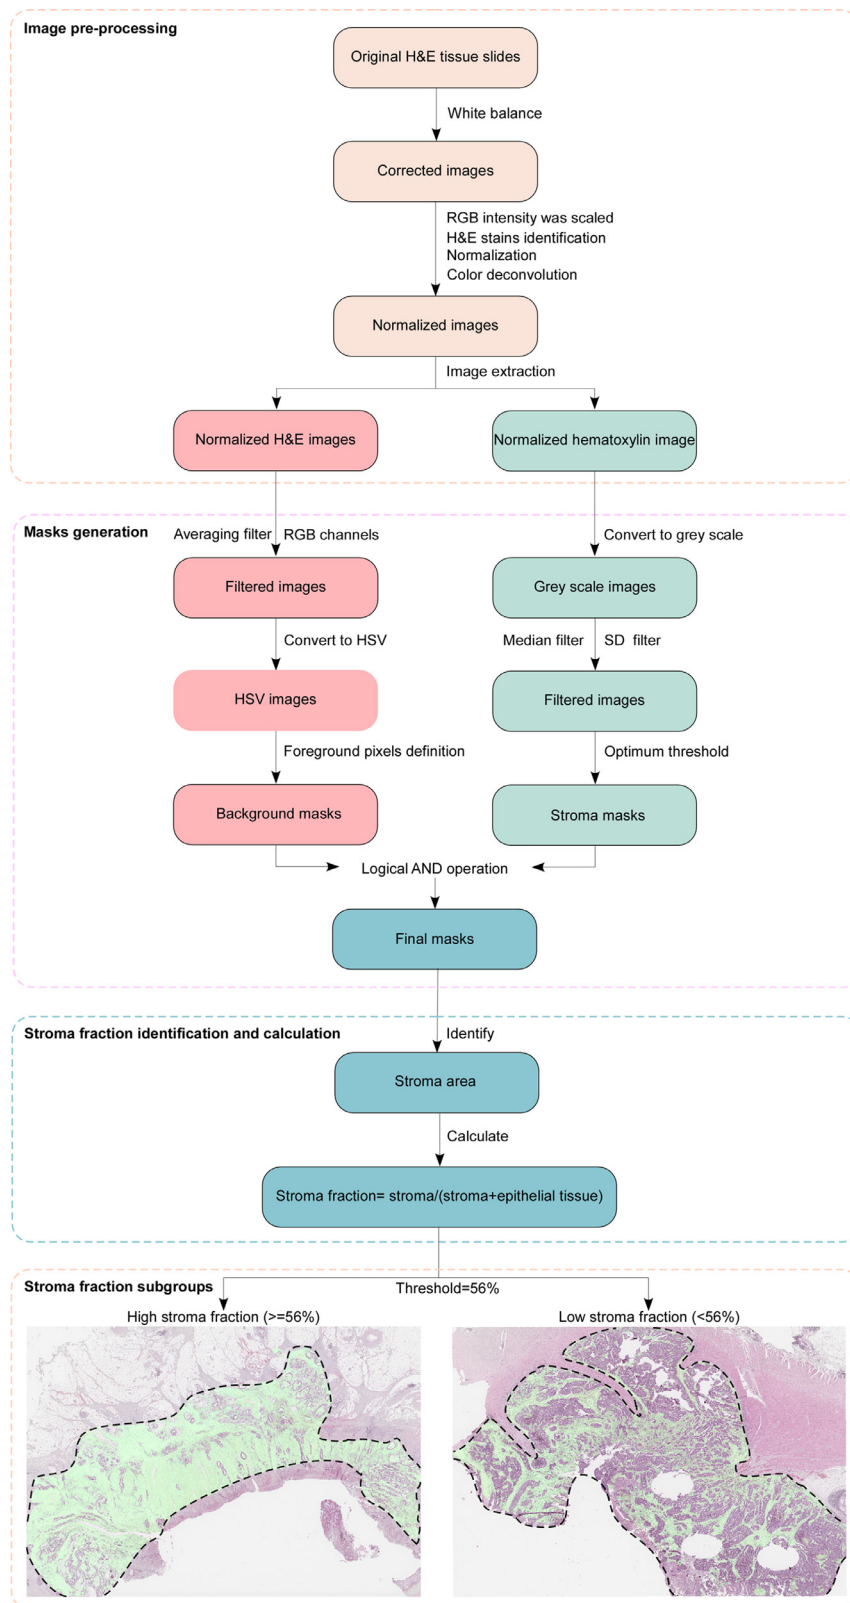 Image pre-processing
Original H&E tissue slides
White balance
Corrected images
RGB intensity was scaled
H&E stains identification
Normalization
Color deconvolution
Normalized images
Image extraction
Normalized H&E images
Normalized hematoxylin image
Masks generation
Averaging filter RGB channels
Convert to grey scale
Filtered images
Grey scale images
Convert to HSV
Median filter SD filter
HSV images
Filtered images
Foreground pixels definition
Optimum threshold
Background masks
Stroma masks
Logical AND operation
Final masks
Stroma fraction identification and calculation
Identify
Stroma area
Calculate
Stroma fraction= stroma/(stroma+epithelial tissue)
Stroma fraction subgroups
Threshold=56%
High stroma fraction (>=56%)
Low stroma fraction (<56%)